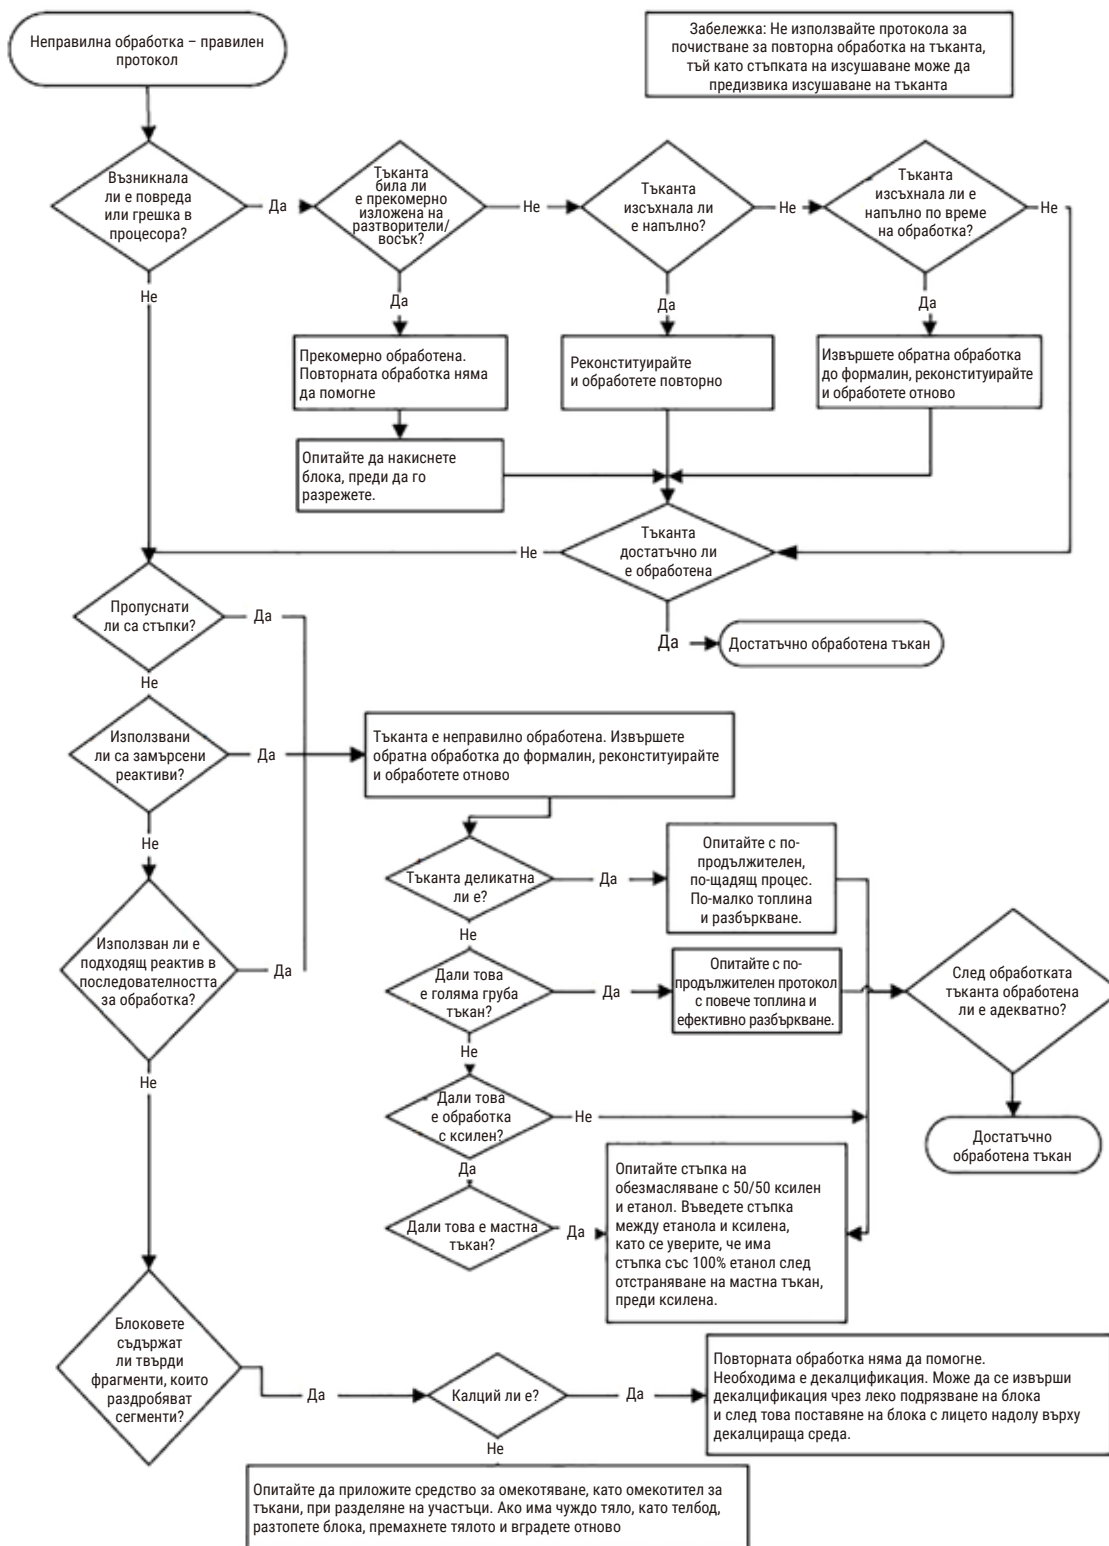 Неправилна обработка – правилен
протокол
Забележка: Не използвайте протокола за
почистване за повторна обработка на тъканта,
тъй като стъпката на изсушаване може да
предизвика изсушаване на тъканта
Възникнала
ли е повреда
или грешка в
процесора?
Да
Тъканта
била ли
е прекомерно
изложена на
разтворители/
восък?
Не
Тъканта
изсъхнала ли
е напълно?
Не
Тъканта
изсъхнала ли е
напълно по време
на обработка?
Не
Не
Да
Да
Да
Прекомерно обработена.
Повторната обработка няма
да помогне
Реконституирайте
и обработете повторно
Извършете обратна обработка
до формалин, реконституирайте
и обработете отново
Опитайте да накиснете
блока, преди да го
разрежете.
Тъканта
достатъчно ли
е обработена
Не
Да
Достатъчно обработена тъкан
Пропуснати
ли са стъпки?
Да
Не
Използвани
ли са замърсени
реактиви?
Да
Тъканта е неправилно обработена. Извършете
обратна обработка до формалин, реконституирайте
и обработете отново
Не
Тъканта деликатна
ли е?
Да
Опитайте с по-
продължителен,
по-щадящ процес.
По-малко топлина
и разбъркване.
Не
Използван ли е
подходящ реактив в
последователността
за обработка?
Да
Дали това
е голяма груба
тъкан?
Да
Опитайте с по-
продължителен протокол
с повече топлина и
ефективно разбъркване.
След обработката
тъканта обработена
ли е адекватно?
Не
Не
Дали това
е обработка
с ксилен?
Не
Достатъчно
обработена тъкан
Да
Дали това е мастна
тъкан?
Да
Опитайте стъпка на
обезмасляване с 50/50 ксилен
и етанол. Въведете стъпка
между етанола и ксилена,
като се уверите, че има
стъпка със 100% етанол след
отстраняване на мастна тъкан,
преди ксилена.
Блоковете
съдържат
ли твърди
фрагменти, които
раздробяват
сегменти?
Да
Калций ли е?
Да
Повторната обработка няма да помогне.
Необходима е декалцификация. Може да се извърши
декалцификация чрез леко подрязване на блока
и след това поставяне на блока с лицето надолу върху
декалцираща среда.
Не
Опитайте да приложите средство за омекотяване, като омекотител за
тъкани, при разделяне на участъци. Ако има чуждо тяло, като телбод,
разтопете блока, премахнете тялото и вградете отново